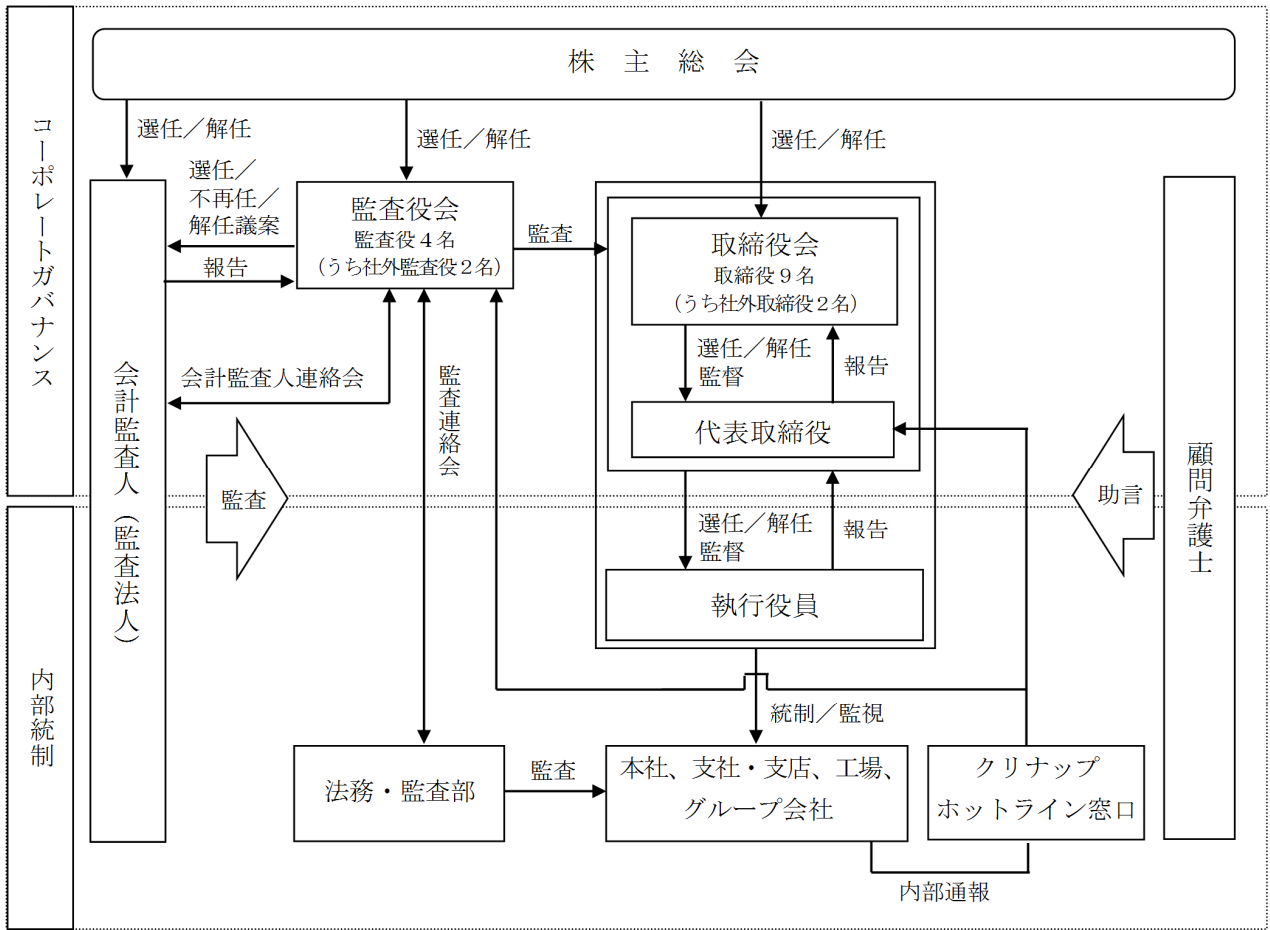 株主総会
コーポレートガバナンス
選任／解任
選任／解任
選任／解任
選任／
不再任／
解任議案
報告
監査役会
監査役４名
（うち社外監査役２名）
監査
取締役会
取締役９名
（うち社外取締役２名）
選任／解任
監督
報告
会計監査人連絡会
監査連絡会
代表取締役
会計監査人（監査法人）
監査
選任／解任
監督
報告
助言
顧問弁護士
執行役員
内部統制
統制／監視
法務・監査部
監査
本社、支社・支店、工場、
グループ会社
クリナップ
ホットライン窓口
内部通報